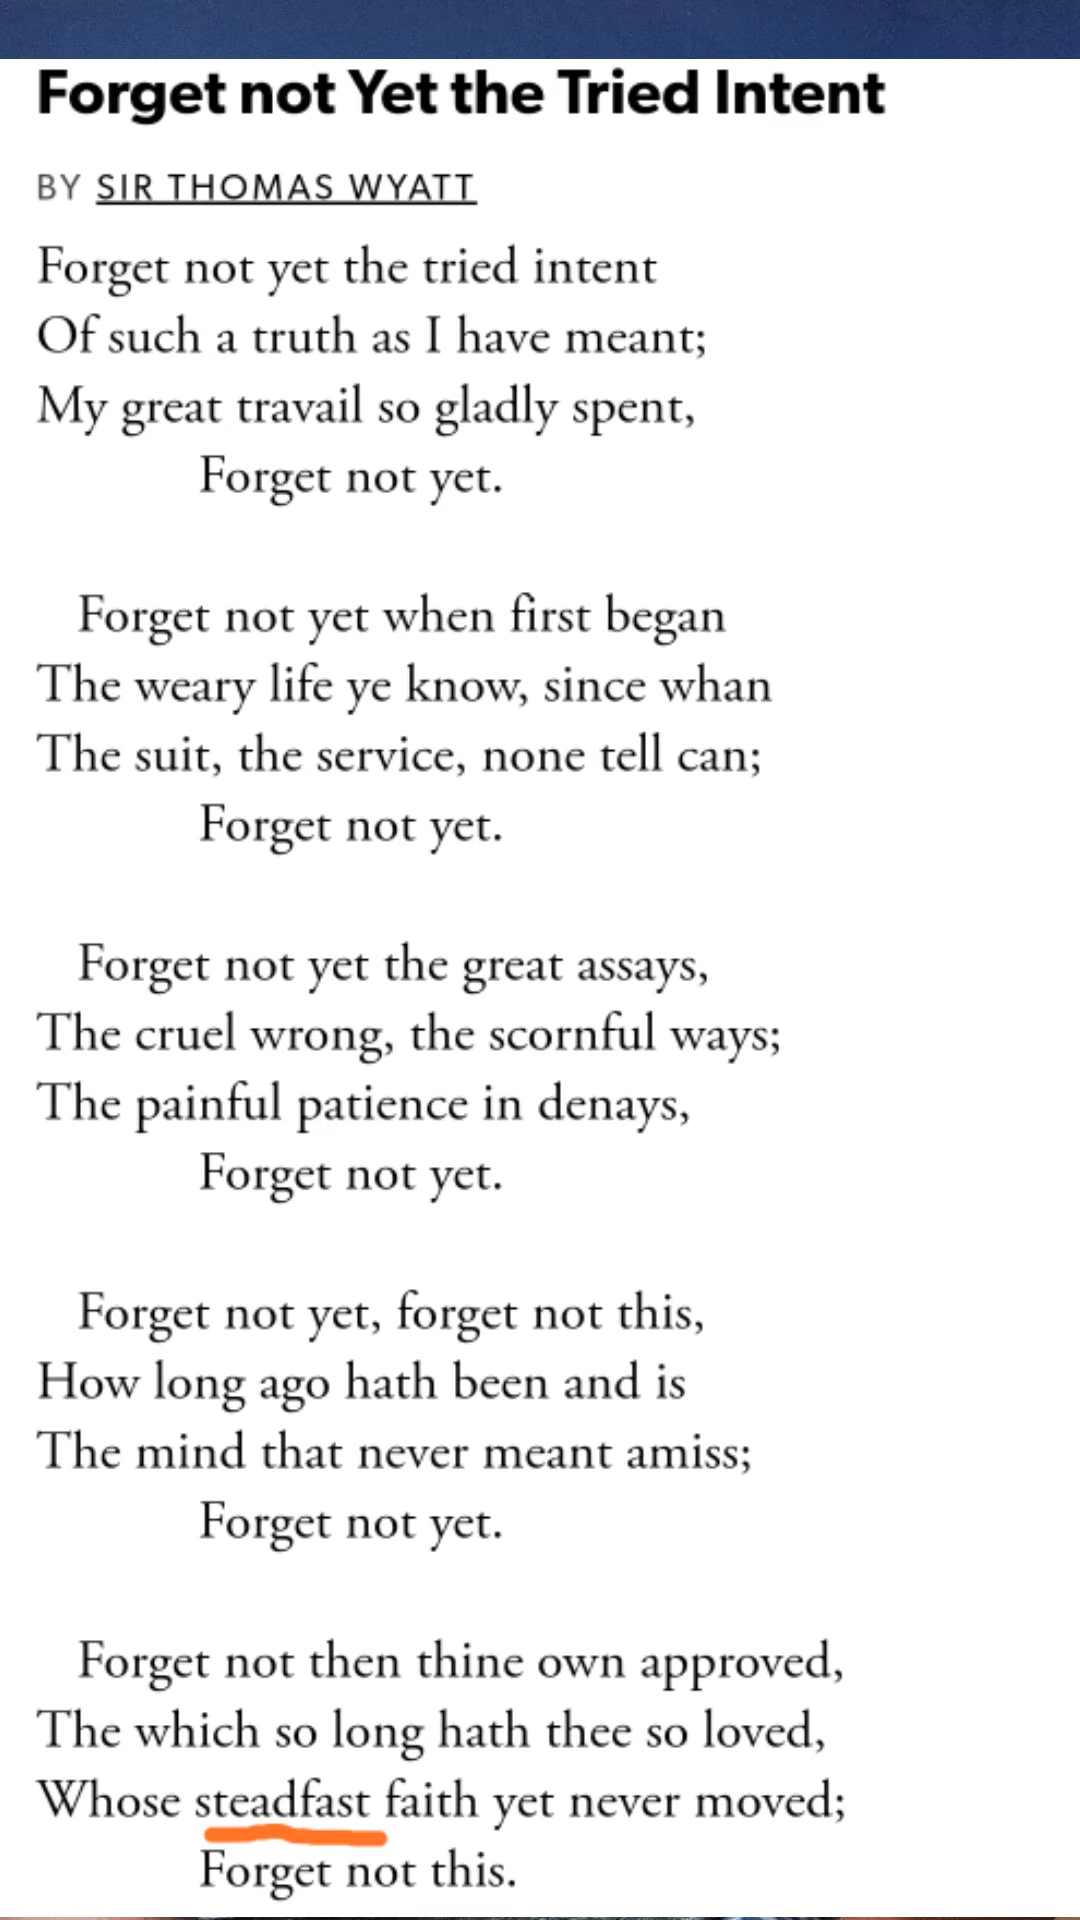 Forget not Yet the Tried Intent
BY SIR THOMAS WYATT
Forget not yet the tried intent
Of such a truth as I have meant;
My great travail so gladly spent,
Forget not yet.
Forget not yet when first began
The weary life ye know, since whan
The suit, the service, none tell can;
Forget not yet.
Forget not yet the great assays,
The cruel wrong, the scornful ways;
The painful patience in denays,
Forget not yet.
Forget not yet, forget not this,
How long ago hath been and is
The mind that never meant amiss;
Forget not yet.
Forget not then thine own approved,
The which so long hath thee so loved,
Whose steadfast faith yet never moved;
Forget not this.